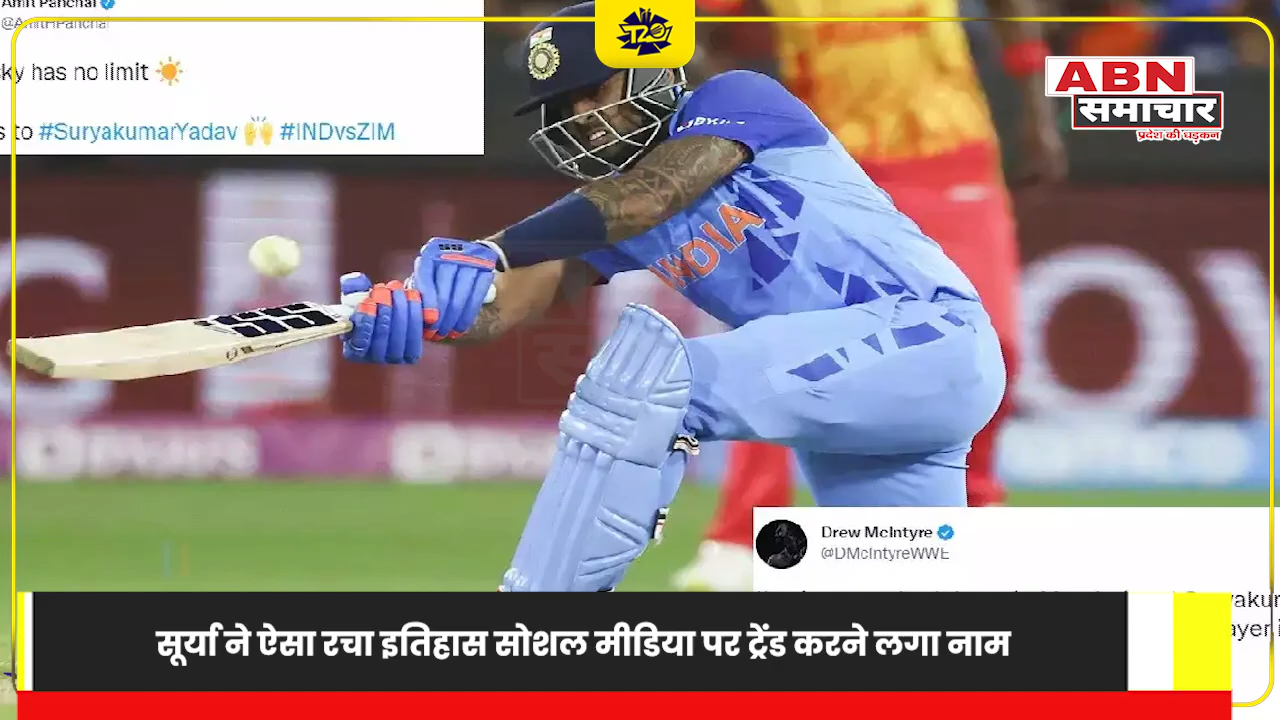 Amit Panchal
@AmitHPanchal
ky has no limit ☀️
s to #SuryakumarYadav 🙌 #INDvsZIM
T20
ABN
समाचार
प्रदेश की धड़कन
INDIA
Drew McIntyre
@DMcIntyreWWE
सूर्या ने ऐसा रचा इतिहास सोशल मीडिया पर ट्रेंड करने लगा नाम